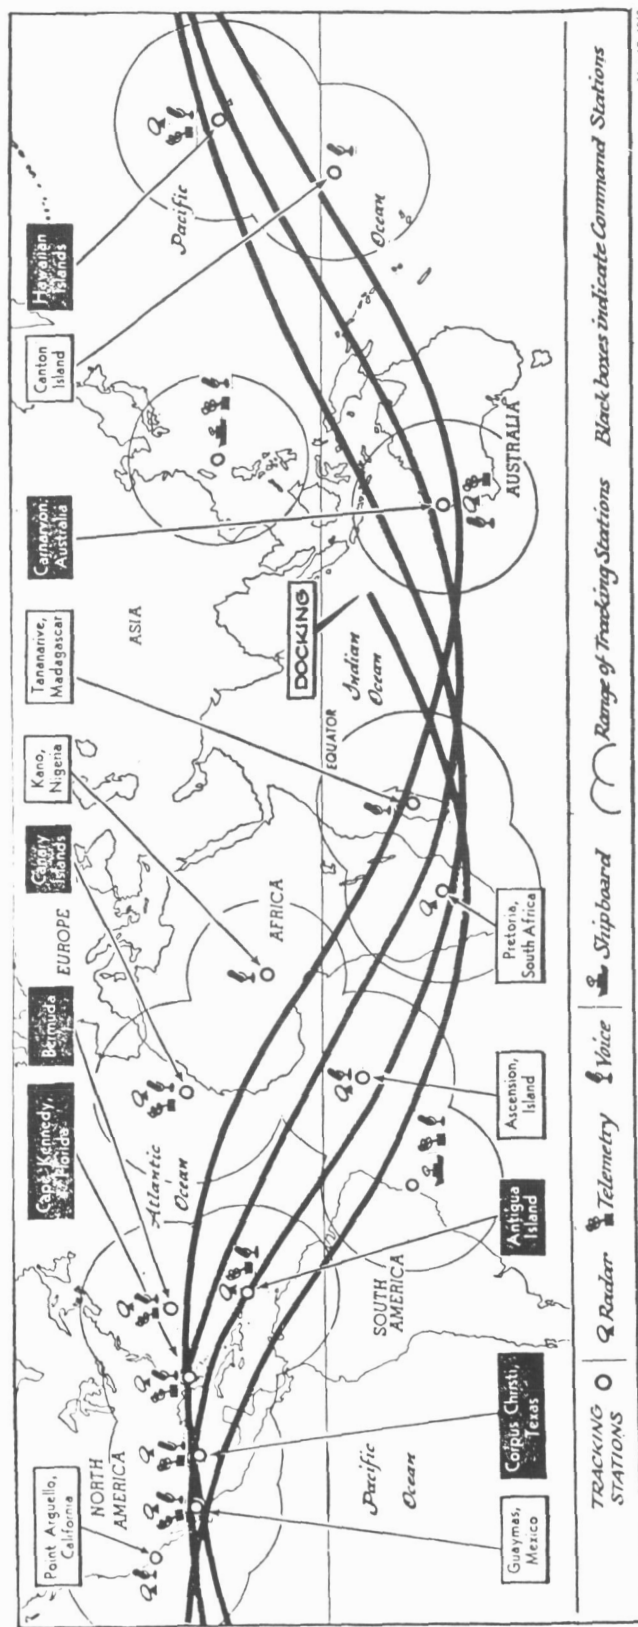 Point Arguello,
California
Cape Kennedy,
Florida
Bermuda
Canary
Islands
Kano,
Nigeria
Tananarive,
Madagascar
Carnarvon,
Australia
Canton
Island
Hawaiian
Islands
NORTH
AMERICA
Atlantic
Ocean
EUROPE
AFRICA
ASIA
EQUATOR
Indian
Ocean
DOCKING
Pacific
Ocean
AUSTRALIA
Pacific
Ocean
SOUTH
AMERICA
Guaymas,
Mexico
Corpus Christi,
Texas
Antigua
Island
Ascension,
Island
Pretoria,
South Africa
TRACKING
STATIONS
Radar
Telemetry
Voice
Shipboard
Range of Tracking Stations
Black boxes indicate Command Stations